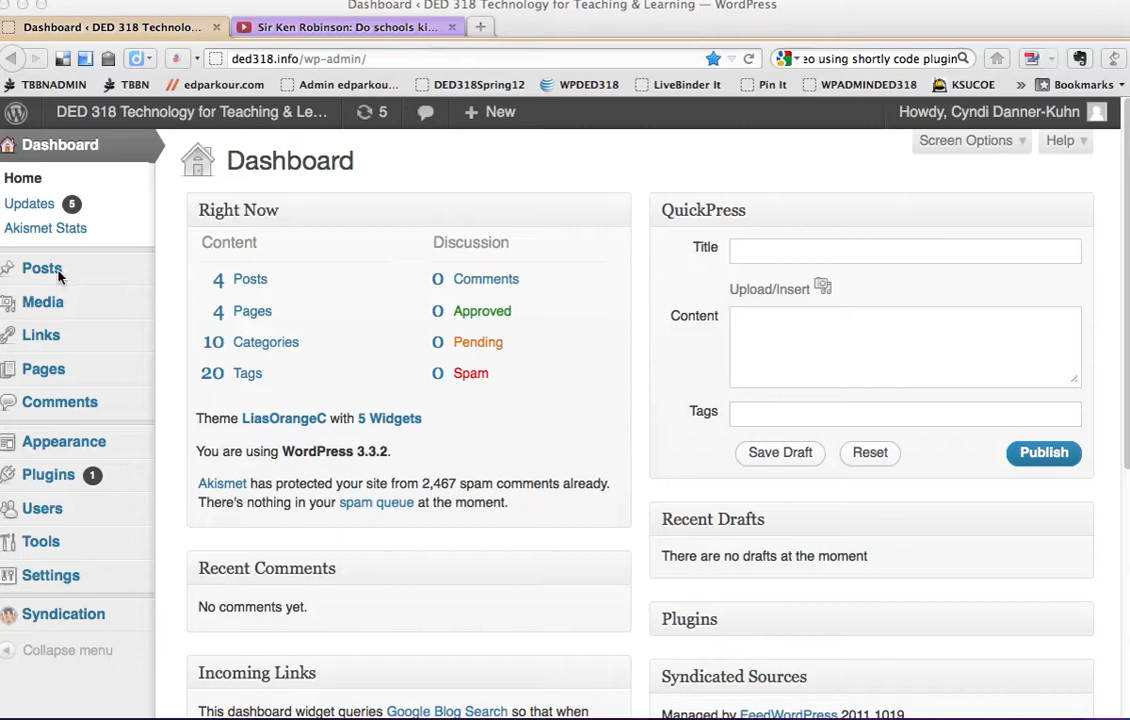 Dashboard ‹ DED 318 Technology for Teaching & Learning — WordPress
Dashboard ‹ DED 318 Technolo...
Sir Ken Robinson: Do schools ki...
ded318.info/wp-admin/
eo using shortly code plugin
TBBNADMIN
TBBN
edparkour.com
Admin edparkou...
DED318Spring12
WPDED318
LiveBinder It
Pin It
WPADMINDED318
KSUCOE
»
Bookmarks
DED 318 Technology for Teaching & Le...
5
+ New
Howdy, Cyndi Danner-Kuhn
Dashboard
Home
Updates 5
Akismet Stats
Posts
Media
Links
Pages
Comments
Appearance
Plugins 1
Users
Tools
Settings
Syndication
Collapse menu
Dashboard
Screen Options
Help
Right Now
Content
Discussion
4 Posts
0 Comments
4 Pages
0 Approved
10 Categories
0 Pending
20 Tags
0 Spam
Theme LiasOrangeC with 5 Widgets
You are using WordPress 3.3.2.
Akismet has protected your site from 2,467 spam comments already.
There's nothing in your spam queue at the moment.
Recent Comments
No comments yet.
Incoming Links
This dashboard widget queries Google Blog Search so that when
QuickPress
Title
Upload/Insert
Content
Tags
Save Draft
Reset
Publish
Recent Drafts
There are no drafts at the moment
Plugins
Syndicated Sources
Managed by FeedWordPress 2011.1019